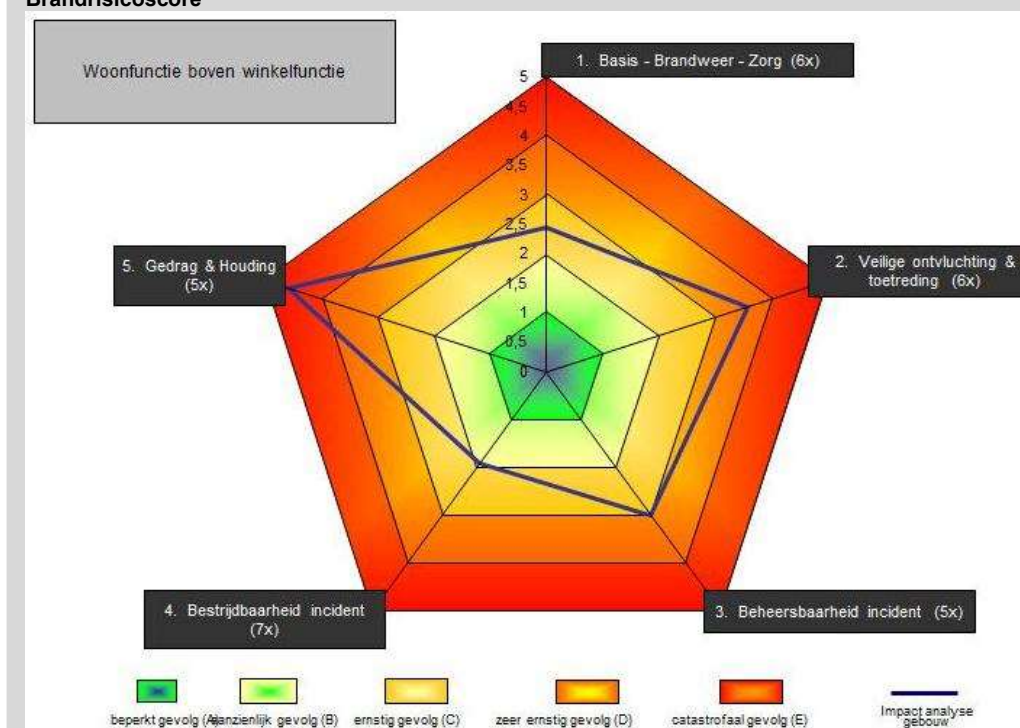 Brandrisicoscore
Woonfunctie boven winkelfunctie
1. Basis - Brandweer - Zorg (6x)
5
4,5
4
3,5
3
2,5
2
1,5
1
0,5
0
5. Gedrag & Houding
(5x)
2. Veilige ontvluchting &
toetreding (6x)
4. Bestrijdbaarheid incident
(7x)
3. Beheersbaarheid incident (5x)
beperkt gevolg (A)
aanzienlijk gevolg (B)
ernstig gevolg (C)
zeer ernstig gevolg (D)
catastrofaal gevolg (E)
Impact analyse
gebouw